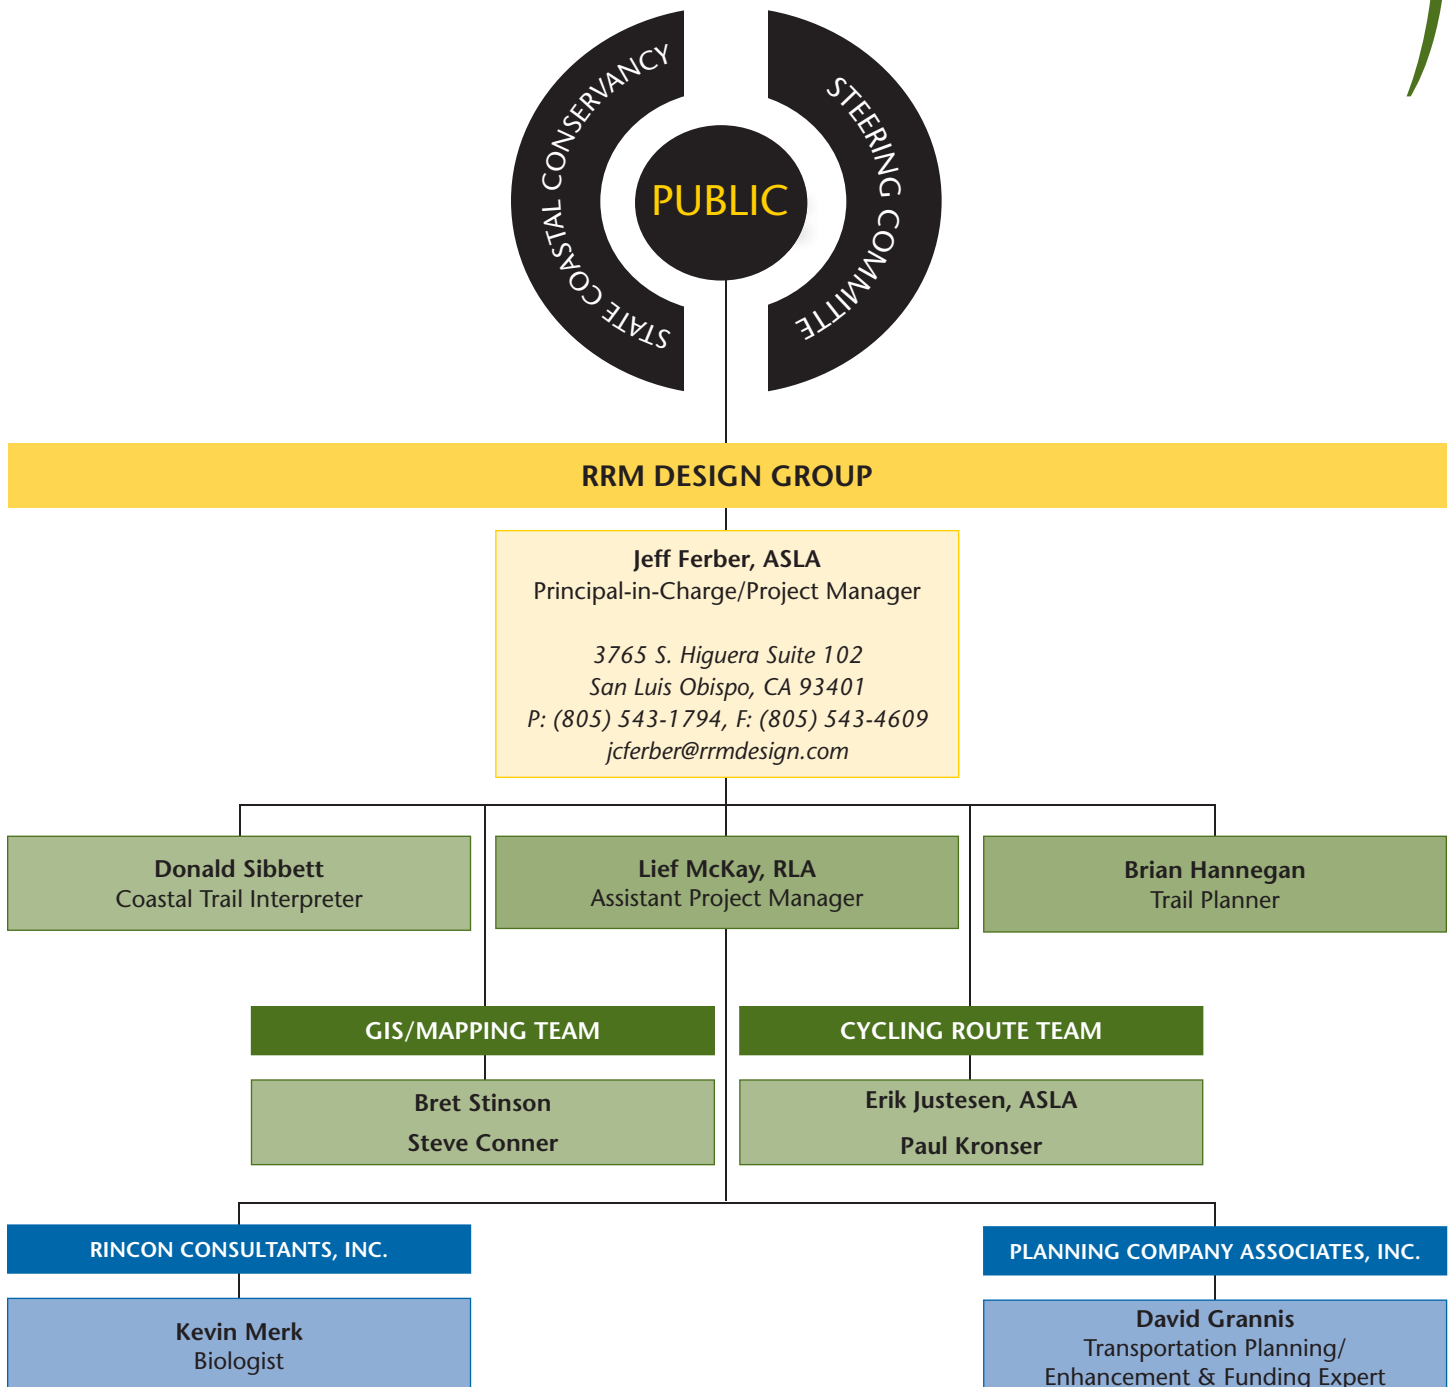 STATE COASTAL CONSERVANCY
STEERING COMMITTE
PUBLIC
RRM DESIGN GROUP
Jeff Ferber, ASLA
Principal-in-Charge/Project Manager
3765 S. Higuera Suite 102
San Luis Obispo, CA 93401
P: (805) 543-1794, F: (805) 543-4609
jcferber@rrmdesign.com
Donald Sibbett
Coastal Trail Interpreter
Lief McKay, RLA
Assistant Project Manager
Brian Hannegan
Trail Planner
GIS/MAPPING TEAM
Bret Stinson
Steve Conner
CYCLING ROUTE TEAM
Erik Justesen, ASLA
Paul Kronser
RINCON CONSULTANTS, INC.
Kevin Merk
Biologist
PLANNING COMPANY ASSOCIATES, INC.
David Grannis
Transportation Planning/
Enhancement & Funding Expert